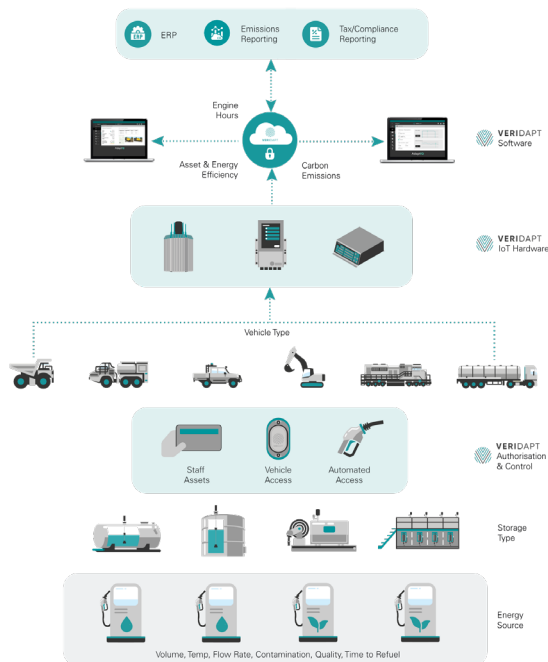 ERP
ERP
Emissions
Reporting
Tax/Compliance
Reporting
Engine
Hours
Asset & Energy
Efficiency
Carbon
Emissions
VERIDAPT
Software
VERIDAPT
IoT Hardware
Vehicle Type
Staff
Assets
Vehicle
Access
Automated
Access
VERIDAPT
Authorisation
& Control
Storage
Type
Energy
Source
Volume, Temp, Flow Rate, Contamination, Quality, Time to Refuel